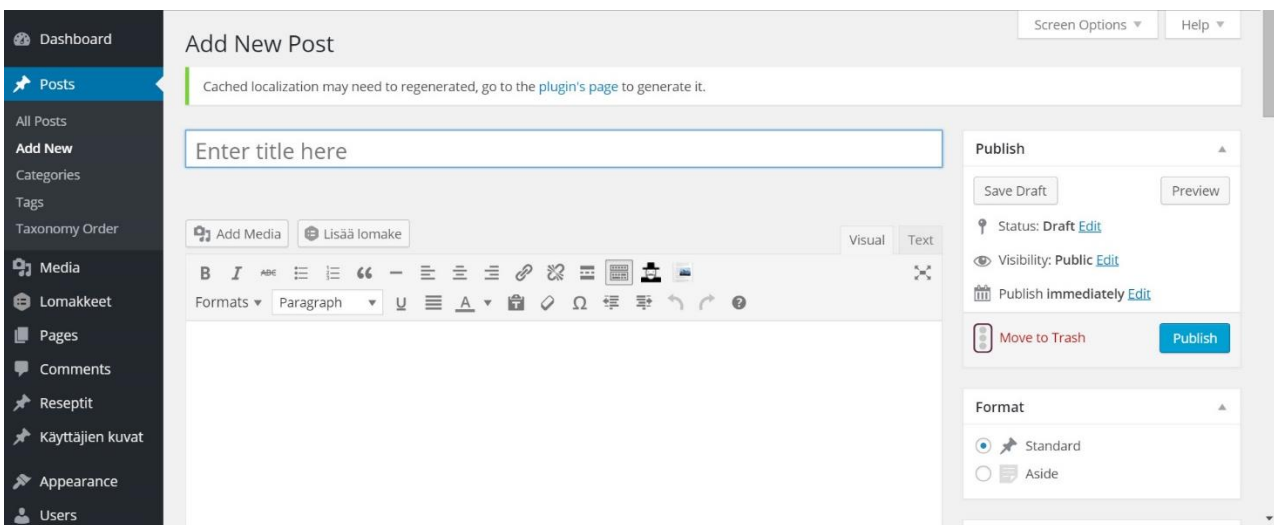 Screen Options
Help
Dashboard
Add New Post
Posts
Cached localization may need to regenerated, go to the plugin's page to generate it.
All Posts
Add New
Categories
Tags
Taxonomy Order
Media
Lomakkeet
Pages
Comments
Reseptit
Käyttäjien kuvat
Appearance
Users
Enter title here
Add Media
Lisää lomake
Visual
Text
B I ABC
Formats Paragraph U A Ω
Publish
Save Draft
Preview
Status: Draft Edit
Visibility: Public Edit
Publish immediately Edit
Move to Trash
Publish
Format
Standard
Aside